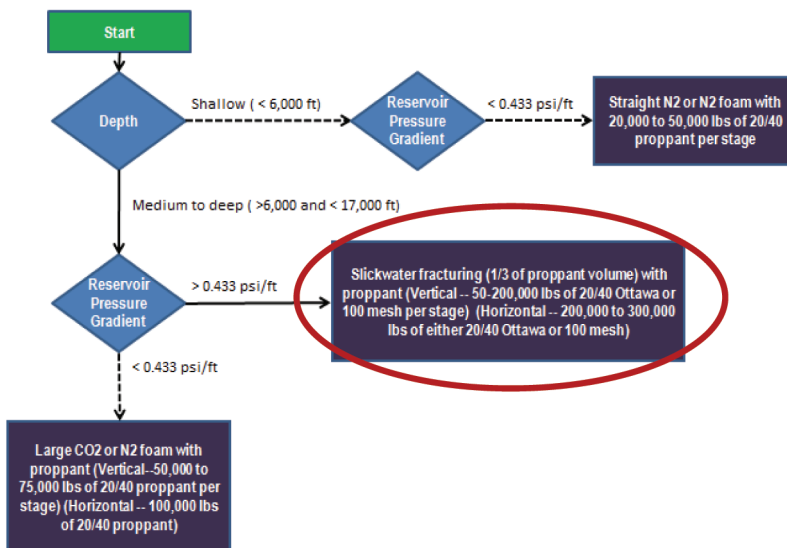 Start
Depth
Shallow ( < 6,000 ft)
Reservoir
Pressure
Gradient
< 0.433 psi/ft
Straight N2 or N2 foam with
20,000 to 50,000 lbs of 20/40
proppant per stage
Medium to deep ( >6,000 and < 17,000 ft)
Reservoir
Pressure
Gradient
> 0.433 psi/ft
Slickwater fracturing (1/3 of proppant volume) with
proppant (Vertical -- 50-200,000 lbs of 20/40 Ottawa or
100 mesh per stage) (Horizontal -- 200,000 to 300,000
lbs of either 20/40 Ottawa or 100 mesh)
< 0.433 psi/ft
Large CO2 or N2 foam with
proppant (Vertical--50,000 to
75,000 lbs of 20/40 proppant per
stage) (Horizontal -- 100,000 lbs
of 20/40 proppant)